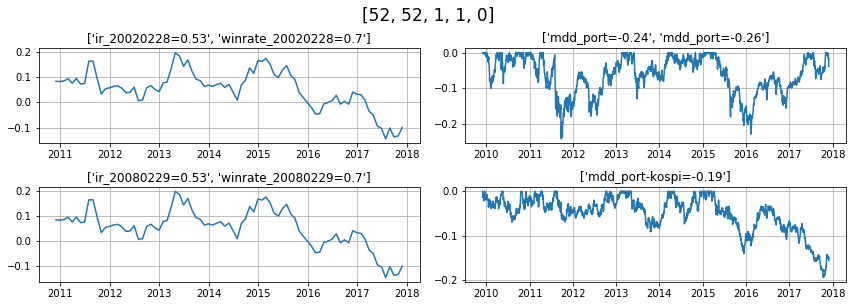 [52, 52, 1, 1, 0]
['ir_20020228=0.53', 'winrate_20020228=0.7']
0.2
0.1
0.0
−0.1
2011 2012 2013 2014 2015 2016 2017 2018
['mdd_port=-0.24', 'mdd_port=-0.26']
0.0
−0.1
−0.2
2010 2011 2012 2013 2014 2015 2016 2017 2018
['ir_20080229=0.53', 'winrate_20080229=0.7']
0.2
0.1
0.0
−0.1
2011 2012 2013 2014 2015 2016 2017 2018
['mdd_port-kospi=-0.19']
0.0
−0.1
−0.2
2010 2011 2012 2013 2014 2015 2016 2017 2018